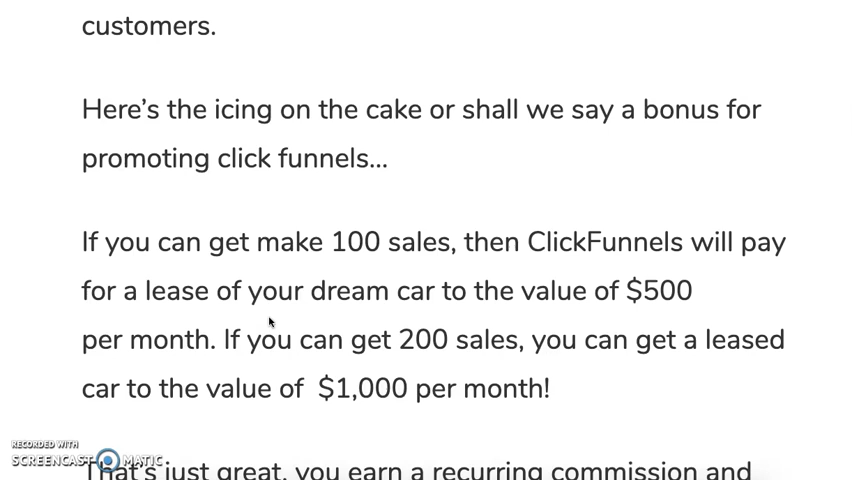 customers.
Here’s the icing on the cake or shall we say a bonus for
promoting click funnels...
If you can get make 100 sales, then ClickFunnels will pay
for a lease of your dream car to the value of $500
per month. If you can get 200 sales, you can get a leased
car to the value of  $1,000 per month!
RECORDED WITH
SCREENCAST MATIC
That’s just great, you earn a recurring commission and